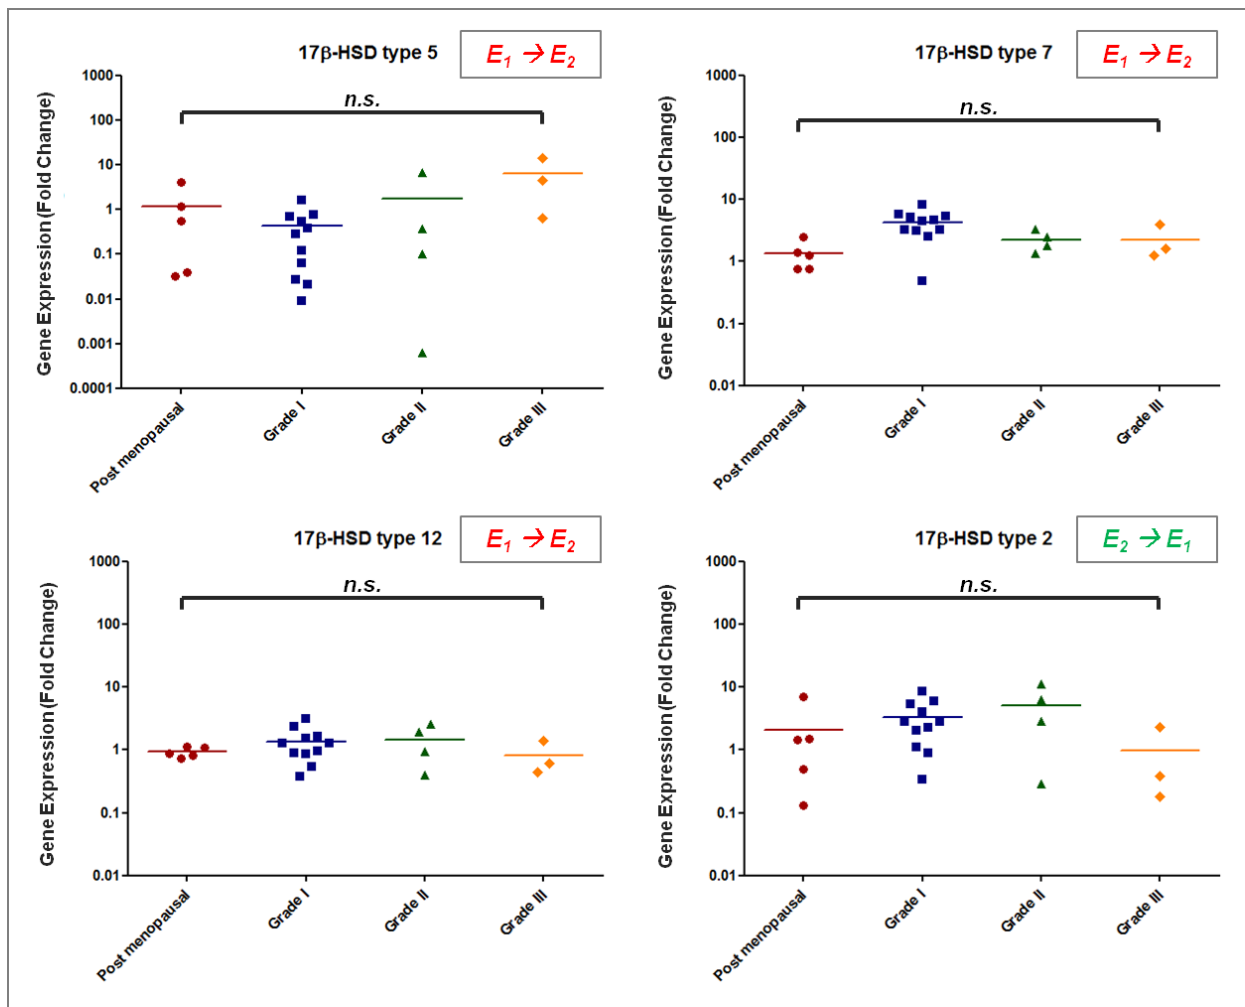 17β-HSD type 5
E₁ → E₂
n.s.
Gene Expression (Fold Change)
1000
100
10
1
0.1
0.01
0.001
0.0001
Post menopausal
Grade I
Grade II
Grade III
17β-HSD type 7
E₁ → E₂
n.s.
Gene Expression (Fold Change)
1000
100
10
1
0.1
0.01
Post menopausal
Grade I
Grade II
Grade III
17β-HSD type 12
E₁ → E₂
n.s.
Gene Expression (Fold Change)
1000
100
10
1
0.1
0.01
Post menopausal
Grade I
Grade II
Grade III
17β-HSD type 2
E₂ → E₁
n.s.
Gene Expression (Fold Change)
1000
100
10
1
0.1
0.01
Post menopausal
Grade I
Grade II
Grade III